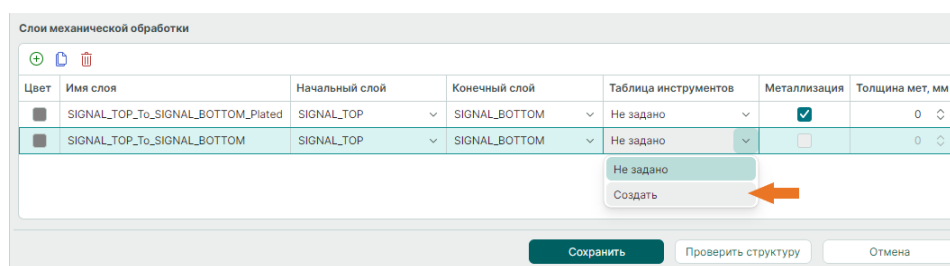 Слои механической обработки
Цвет Имя слоя Начальный слой Конечный слой Таблица инструментов Металлизация Толщина мет, мм
SIGNAL_TOP_To_SIGNAL_BOTTOM_Plated SIGNAL_TOP SIGNAL_BOTTOM Не задано 0
SIGNAL_TOP_To_SIGNAL_BOTTOM SIGNAL_TOP SIGNAL_BOTTOM Не задано 0
Не задано
Создать
Сохранить Проверить структуру Отмена